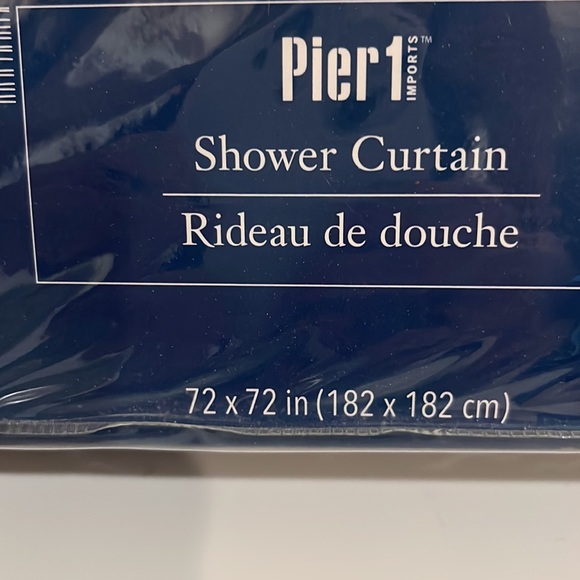 Pier1 IMPORTS™
Shower Curtain
Rideau de douche
72 x 72 in (182 x 182 cm)